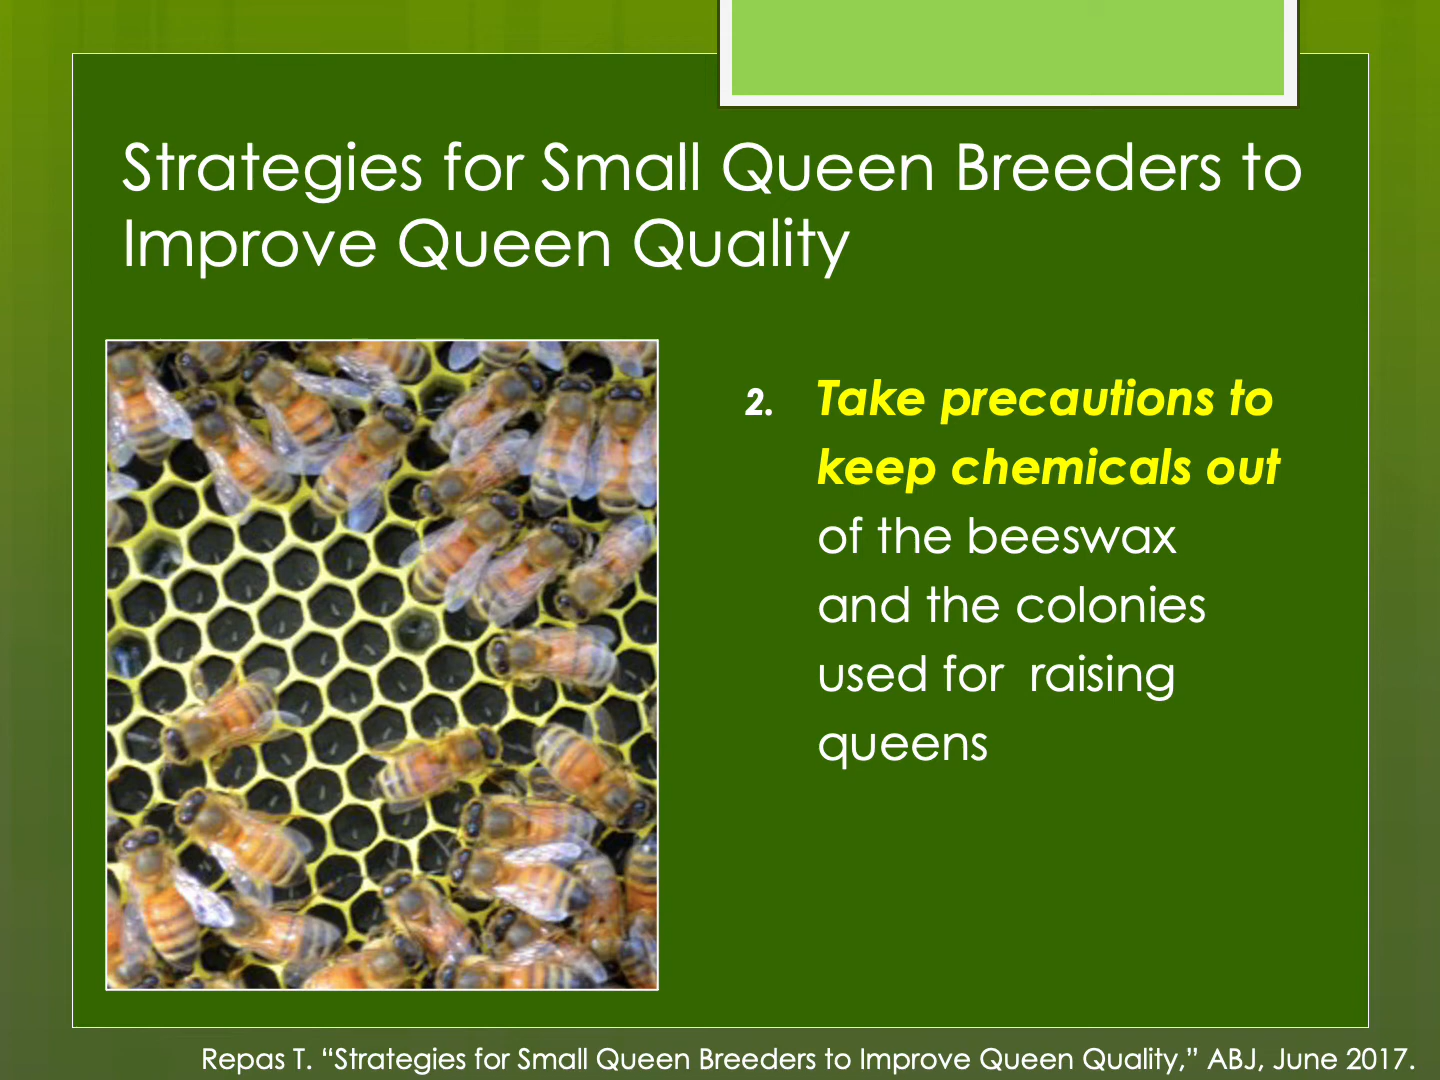 Strategies for Small Queen Breeders to
Improve Queen Quality
2. Take precautions to
keep chemicals out
of the beeswax
and the colonies
used for raising
queens
Repas T. “Strategies for Small Queen Breeders to Improve Queen Quality,” ABJ, June 2017.